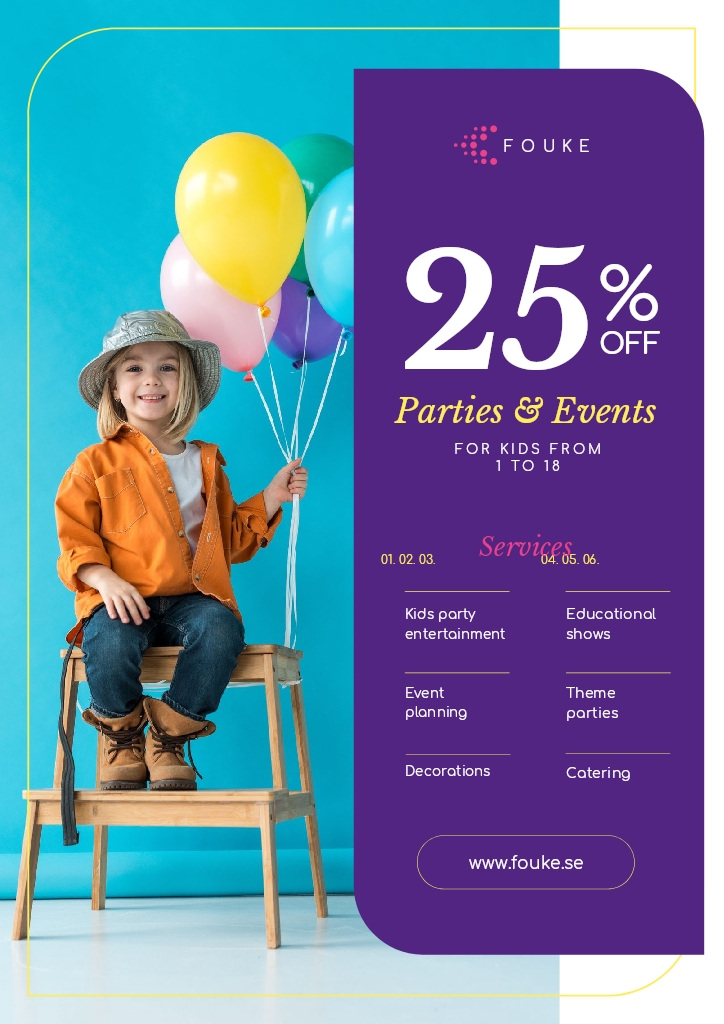 FOUKE
25%
OFF
Parties & Events
FOR KIDS FROM
1 TO 18
Services
01. 02. 03.
04. 05. 06.
Kids party
entertainment
Event
planning
Decorations
Educational
shows
Theme
parties
Catering
www.fouke.se